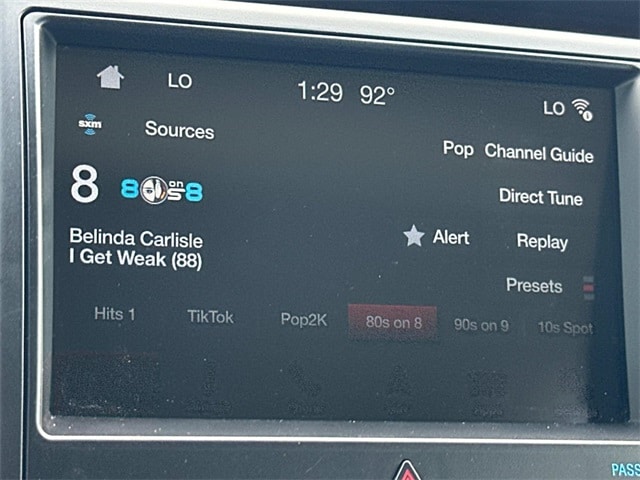 LO 1:29 92° LO
sxm Sources
Pop Channel Guide
8 80s on 8
Direct Tune
Belinda Carlisle
Alert Replay
I Get Weak (88)
Presets
Hits 1 TikTok Pop2K 80s on 8 90s on 9 10s Spot
PASS